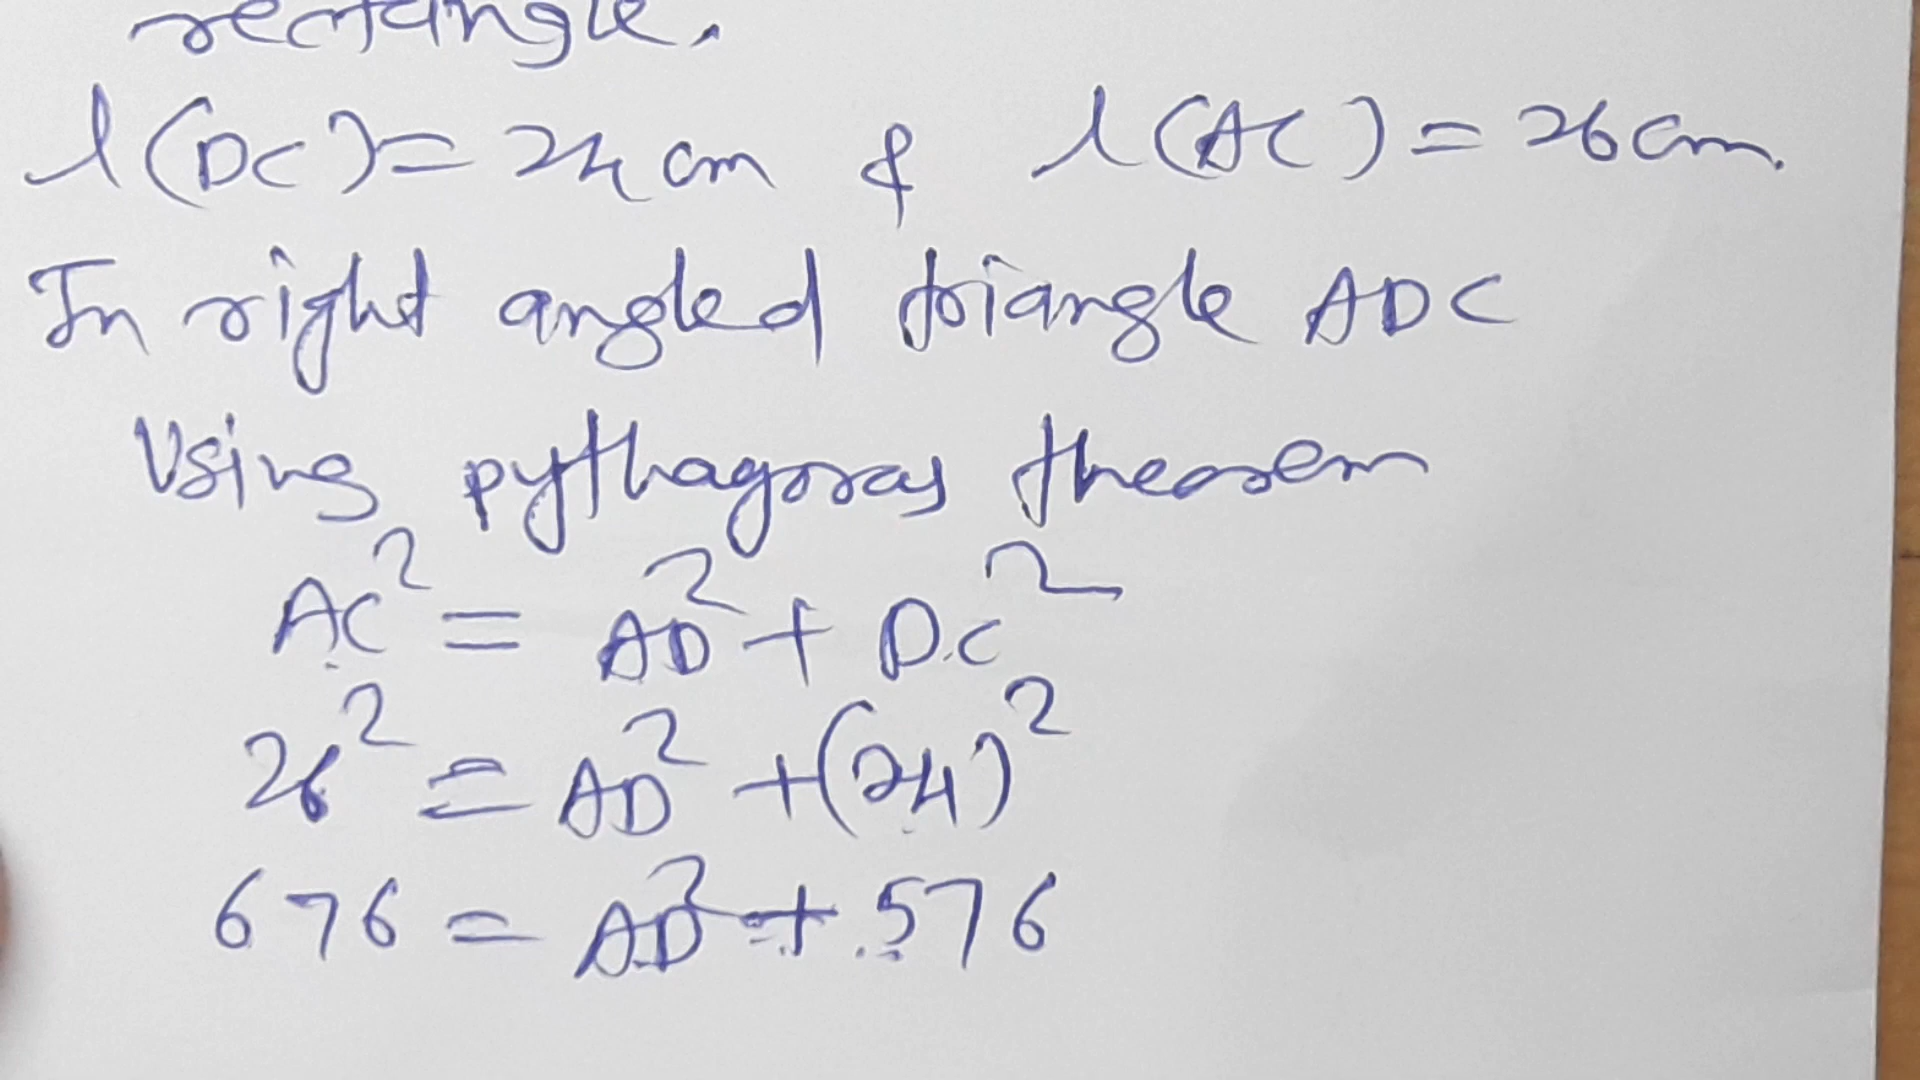 rectangle.
l(DC) = 24 cm & l(AC) = 26 cm.
In right angled triangle ADC
Using pythagoras theorem
AC² = AD² + DC²
26² = AD² + (24)²
676 = AD² + 576